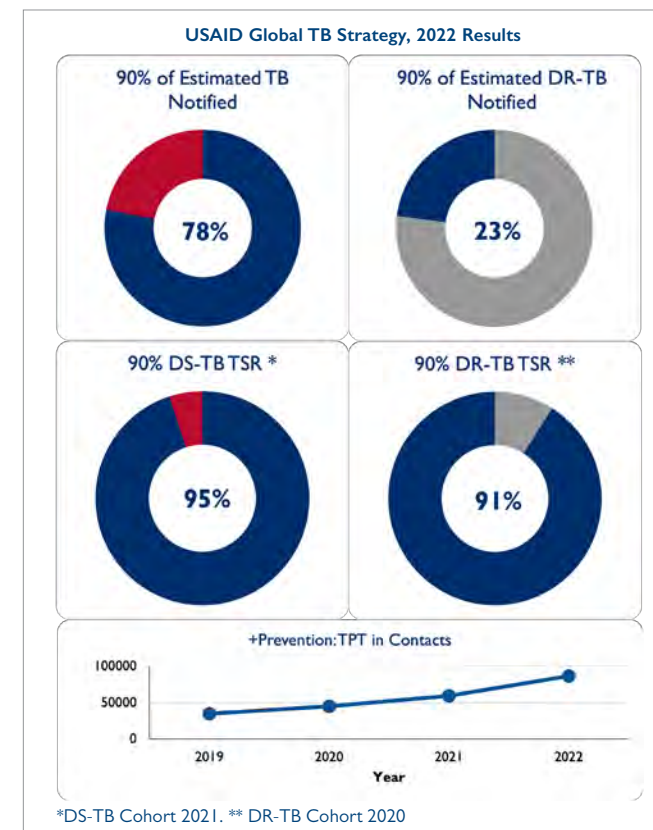 USAID Global TB Strategy, 2022 Results
90% of Estimated TB
Notified
78%
90% of Estimated DR-TB
Notified
23%
90% DS-TB TSR *
95%
90% DR-TB TSR **
91%
+Prevention: TPT in Contacts
100000
50000
0
2019 2020 2021 2022
Year
*DS-TB Cohort 2021. ** DR-TB Cohort 2020